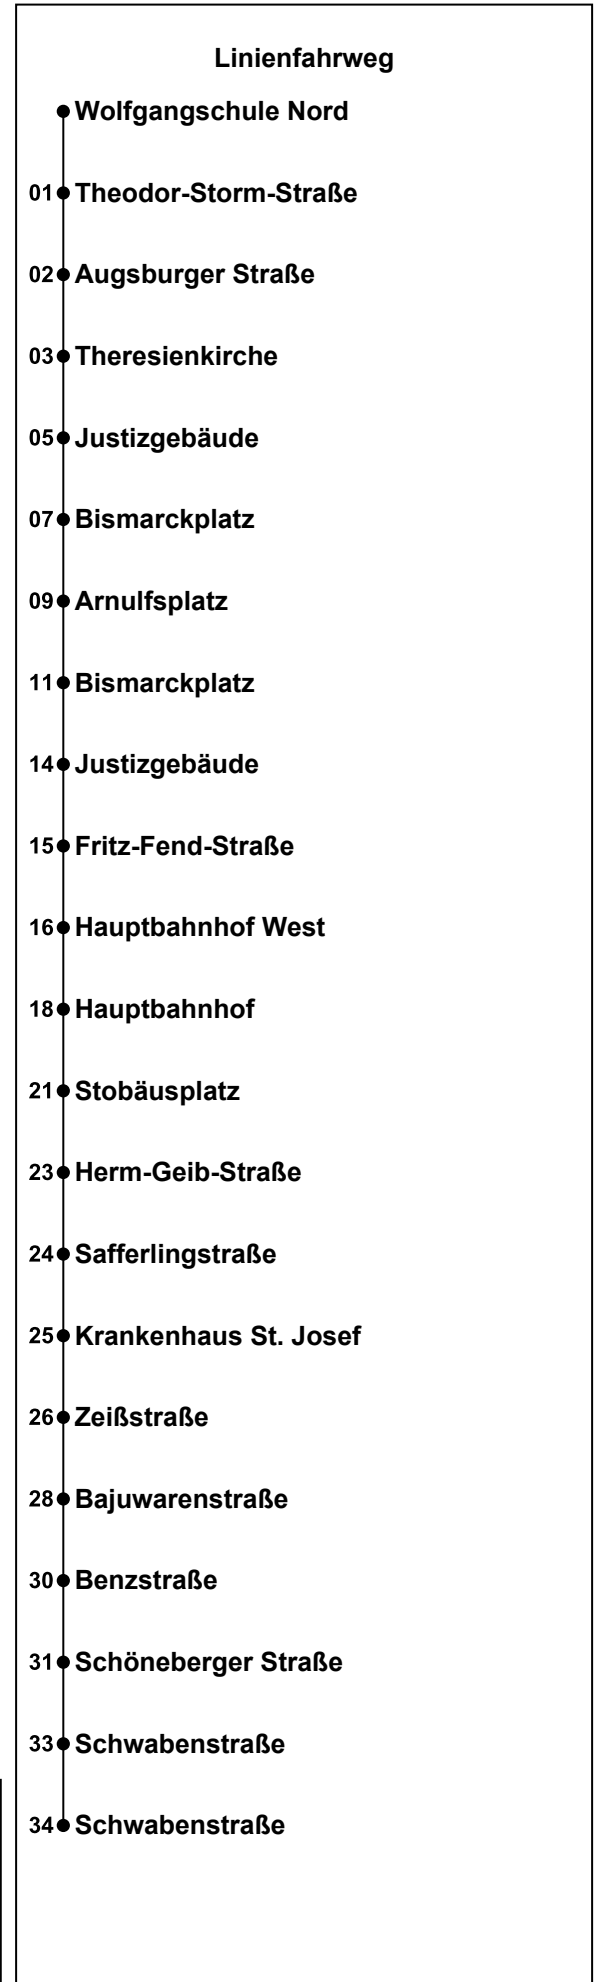 Linienfahrweg
Wolfgangschule Nord
01 Theodor-Storm-Straße
02 Augsburger Straße
03 Theresienkirche
05 Justizgebäude
07 Bismarckplatz
09 Arnulfsplatz
11 Bismarckplatz
14 Justizgebäude
15 Fritz-Fend-Straße
16 Hauptbahnhof West
18 Hauptbahnhof
21 Stobäusplatz
23 Herm-Geib-Straße
24 Safferlingstraße
25 Krankenhaus St. Josef
26 Zeißstraße
28 Bajuwarenstraße
30 Benzstraße
31 Schöneberger Straße
33 Schwabenstraße
34 Schwabenstraße